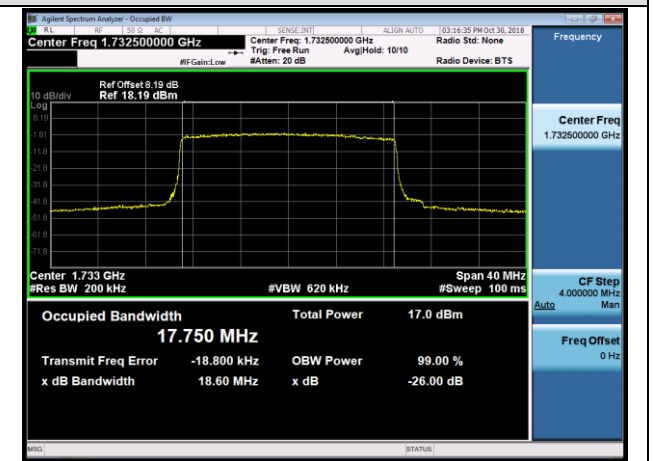 Agilent Spectrum Analyzer - Occupied BW
RL RF 50 Ω AC SENSE:INT ALIGN AUTO 03:16:35 PM Oct 30, 2018
Center Freq 1.732500000 GHz
Center Freq: 1.732500000 GHz Radio Std: None
Trig: Free Run Avg|Hold: 10/10
#IFGain:Low #Atten: 20 dB Radio Device: BTS
Ref Offset 8.19 dB
10 dB/div Ref 18.19 dBm
Log
8.19
-1.81
-11.8
-21.8
-31.8
-41.8
-51.8
-61.8
-71.8
Center 1.733 GHz Span 40 MHz
#Res BW 200 kHz #VBW 620 kHz #Sweep 100 ms
Occupied Bandwidth Total Power 17.0 dBm
17.750 MHz
Transmit Freq Error -18.800 kHz OBW Power 99.00 %
x dB Bandwidth 18.60 MHz x dB -26.00 dB
MSG STATUS
Frequency
Center Freq
1.732500000 GHz
CF Step
4.000000 MHz
Auto Man
Freq Offset
0 Hz